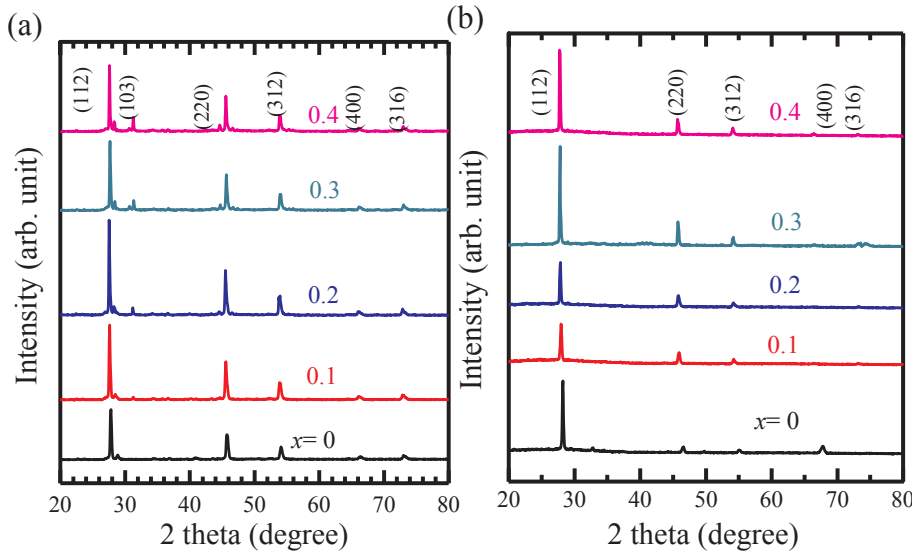 (a)
(112)
(103)
(220)
(312)
(400)
(316)
0.4
0.3
0.2
0.1
x= 0
Intensity (arb. unit)
20 30 40 50 60 70 80
2 theta (degree)
(b)
(112)
(220)
(312)
(400)
(316)
0.4
0.3
0.2
0.1
x= 0
Intensity (arb. unit)
20 30 40 50 60 70 80
2 theta (degree)